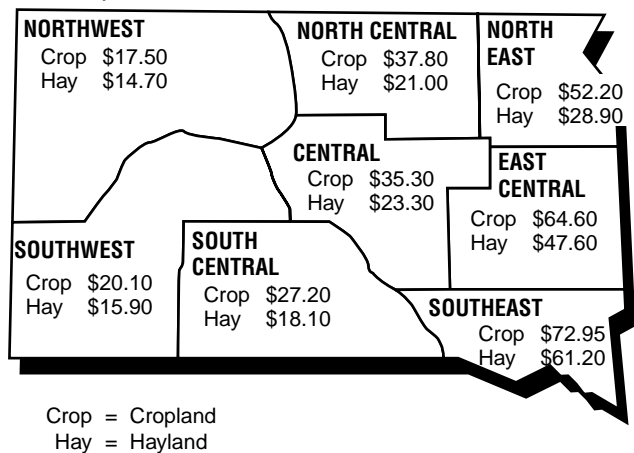 NORTHWEST
Crop $17.50
Hay $14.70
NORTH CENTRAL
Crop $37.80
Hay $21.00
NORTH
EAST
Crop $52.20
Hay $28.90
CENTRAL
Crop $35.30
Hay $23.30
EAST
CENTRAL
Crop $64.60
Hay $47.60
SOUTHWEST
Crop $20.10
Hay $15.90
SOUTH
CENTRAL
Crop $27.20
Hay $18.10
SOUTHEAST
Crop $72.95
Hay $61.20
Crop = Cropland
Hay = Hayland